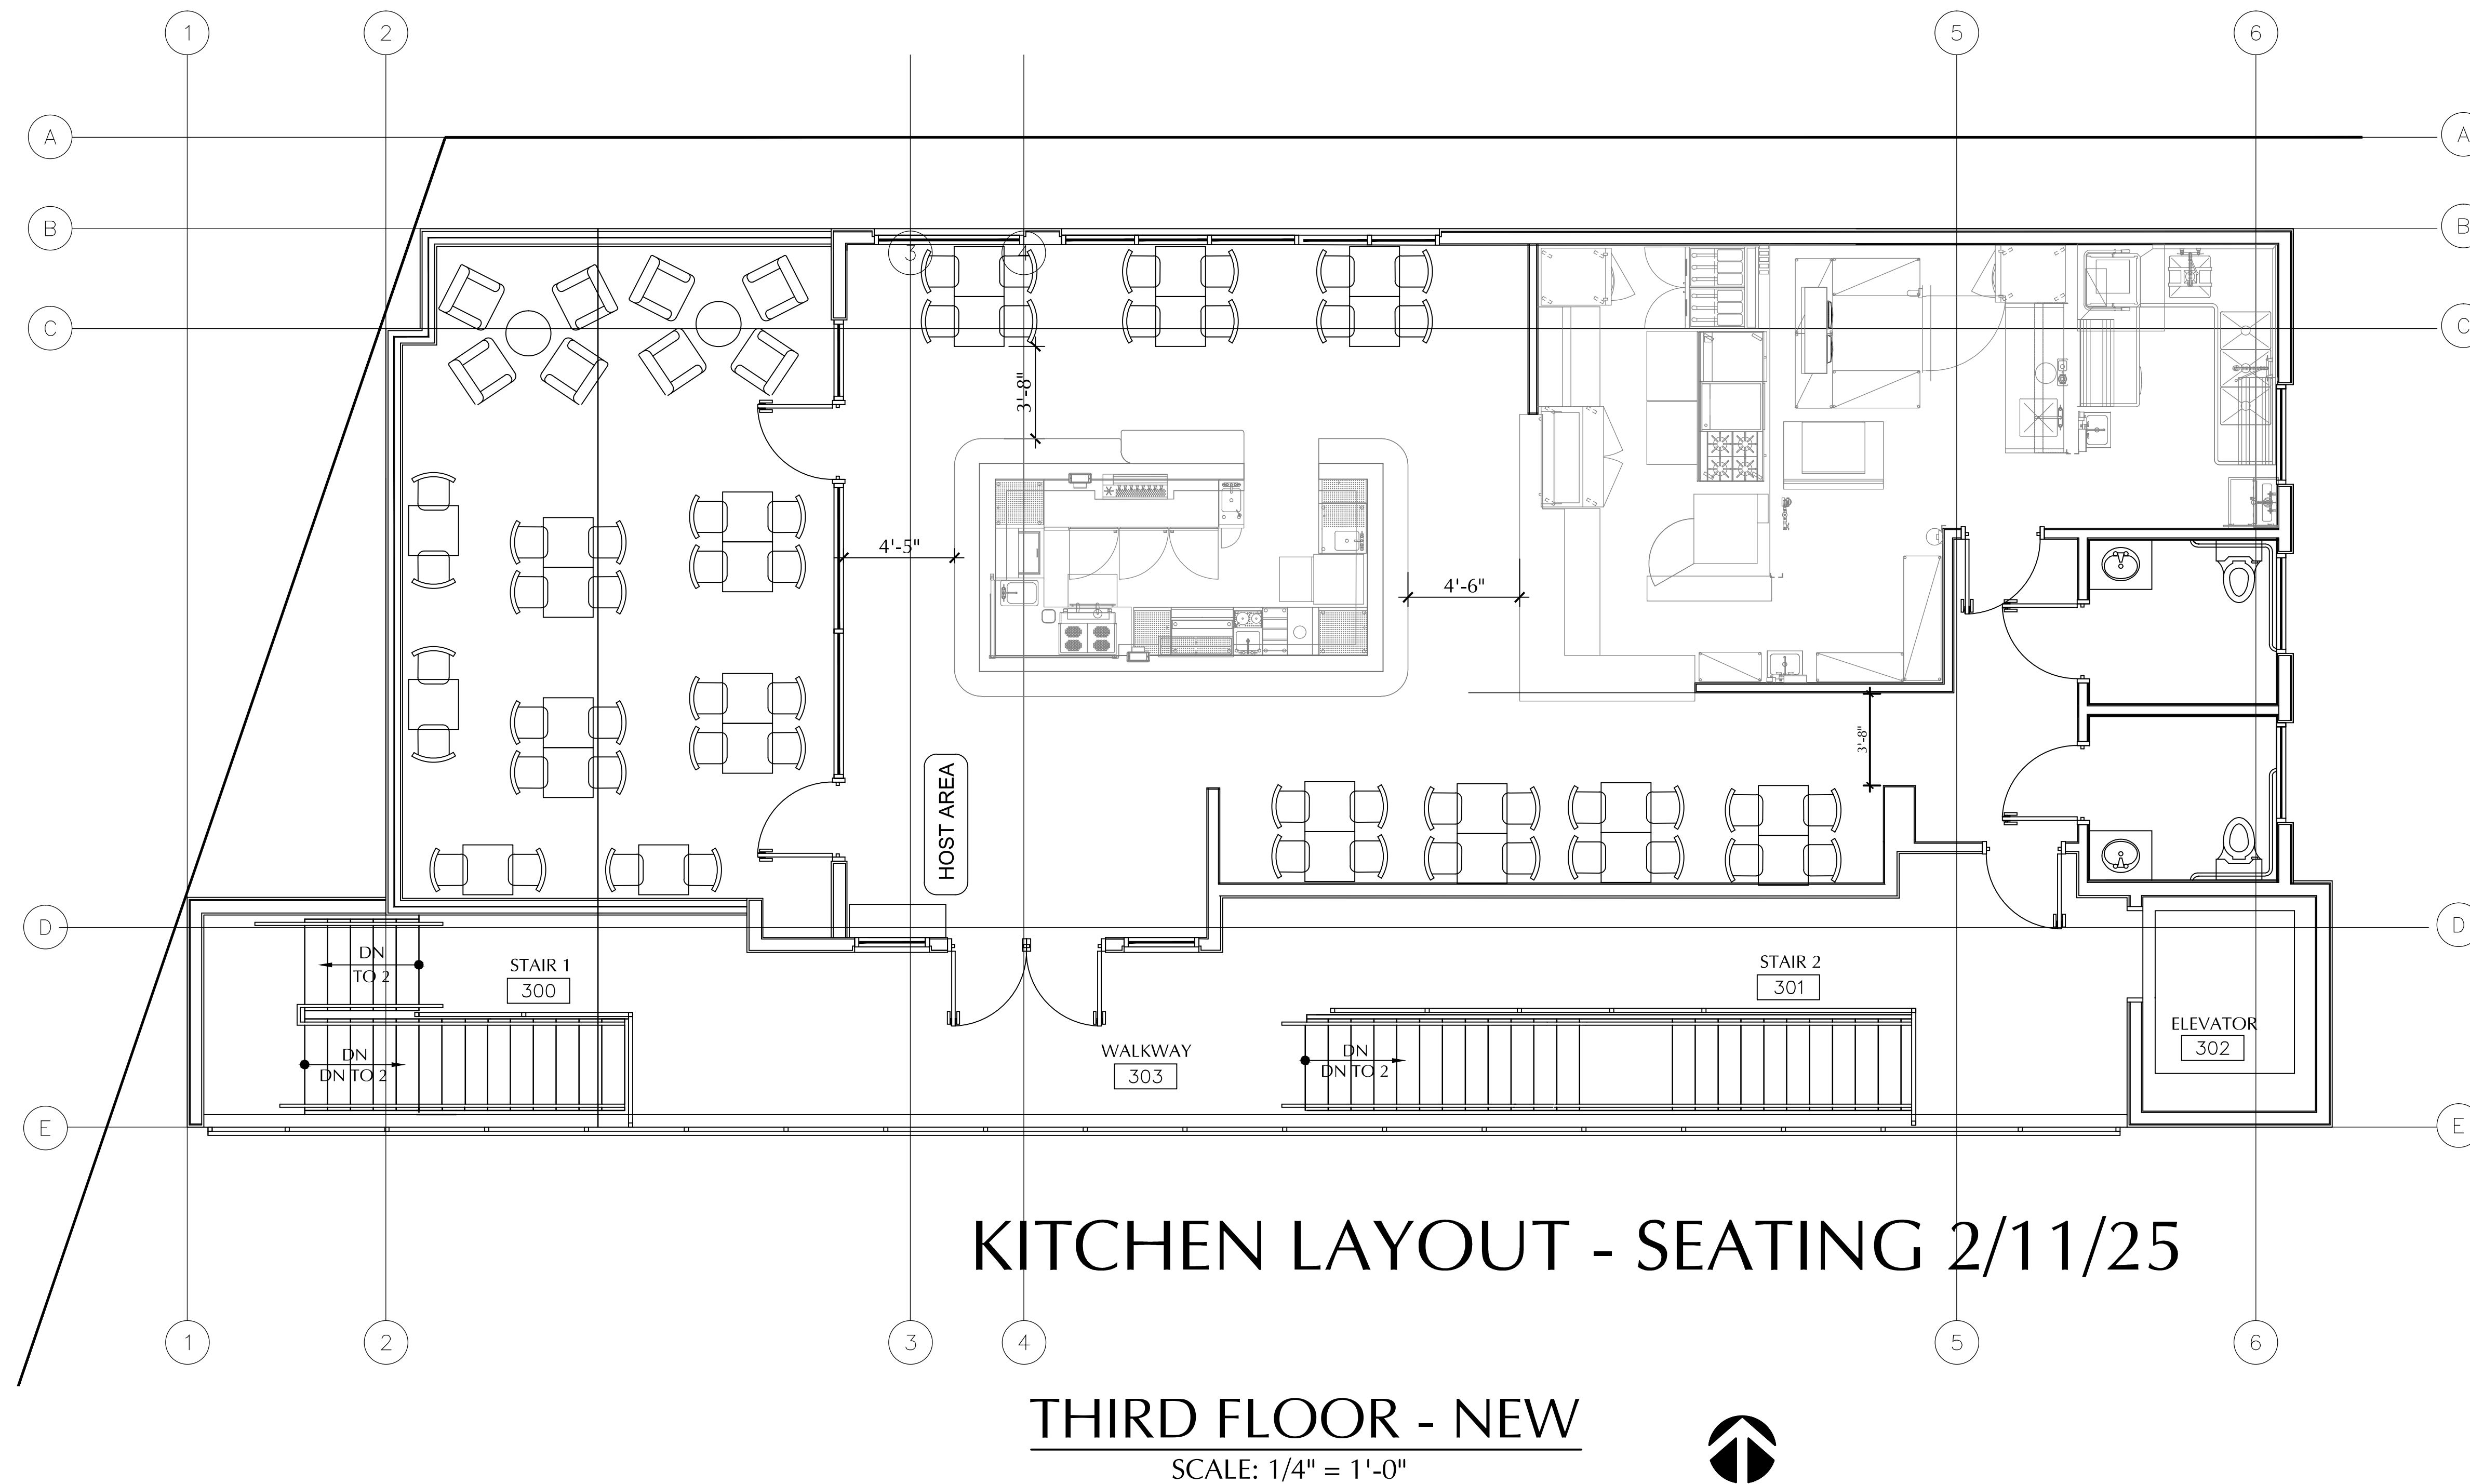 1
2
5
6
A
A
B
B
3
4
C
C
3'-8"
4'-5"
4'-6"
3'-8"
HOST AREA
D
D
DN
TO 2
STAIR 1
300
STAIR 2
301
DN
DN TO 2
WALKWAY
303
DN
DN TO 2
ELEVATOR
302
E
E
KITCHEN LAYOUT - SEATING 2/11/25
1
2
3
4
5
6
THIRD FLOOR - NEW
SCALE: 1/4" = 1'-0"